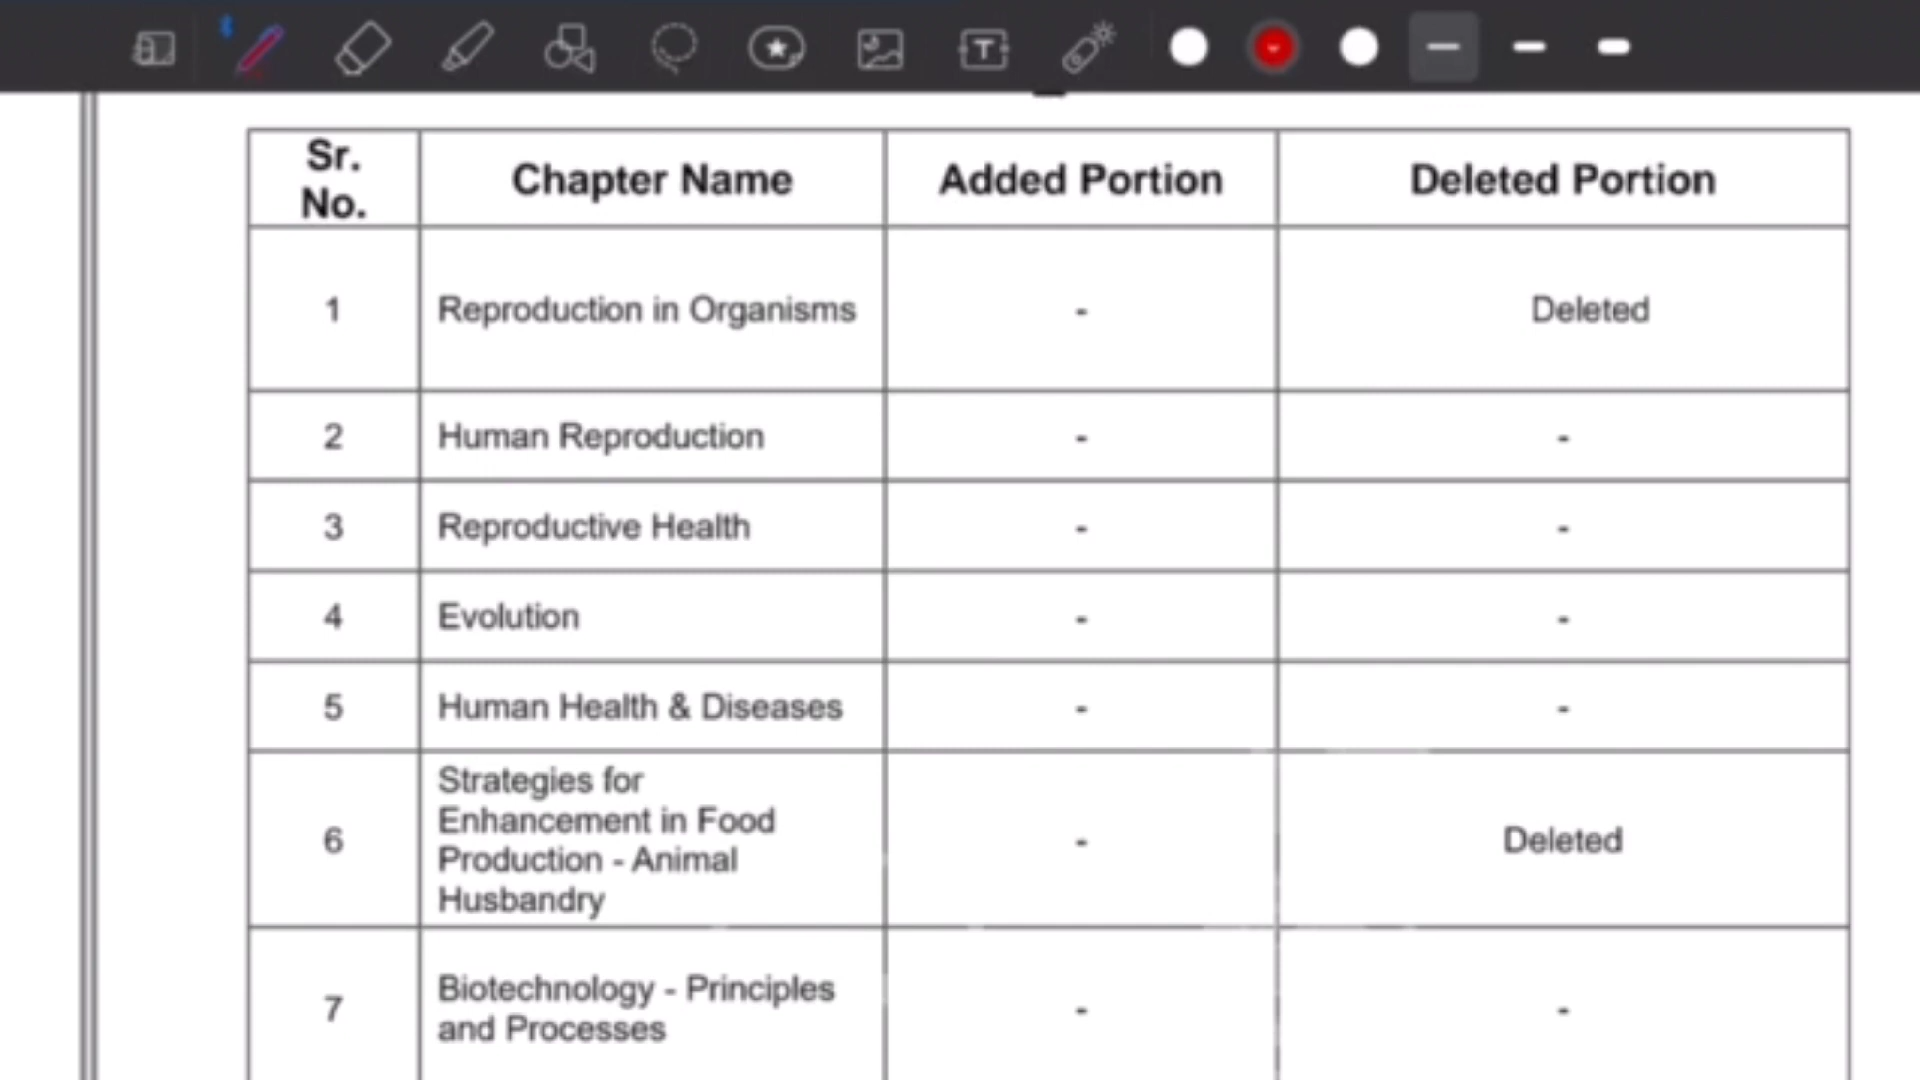 Sr.
No.
Chapter Name
Added Portion
Deleted Portion
1
Reproduction in Organisms
-
Deleted
2
Human Reproduction
-
-
3
Reproductive Health
-
-
4
Evolution
-
-
5
Human Health & Diseases
-
-
6
Strategies for
Enhancement in Food
Production - Animal
Husbandry
-
Deleted
7
Biotechnology - Principles
and Processes
-
-